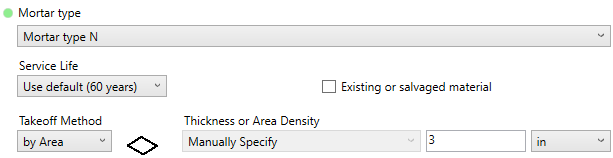 Mortar type
Mortar type N
Service Life
Use default (60 years)
Existing or salvaged material
Takeoff Method
Thickness or Area Density
by Area
Manually Specify
3
in